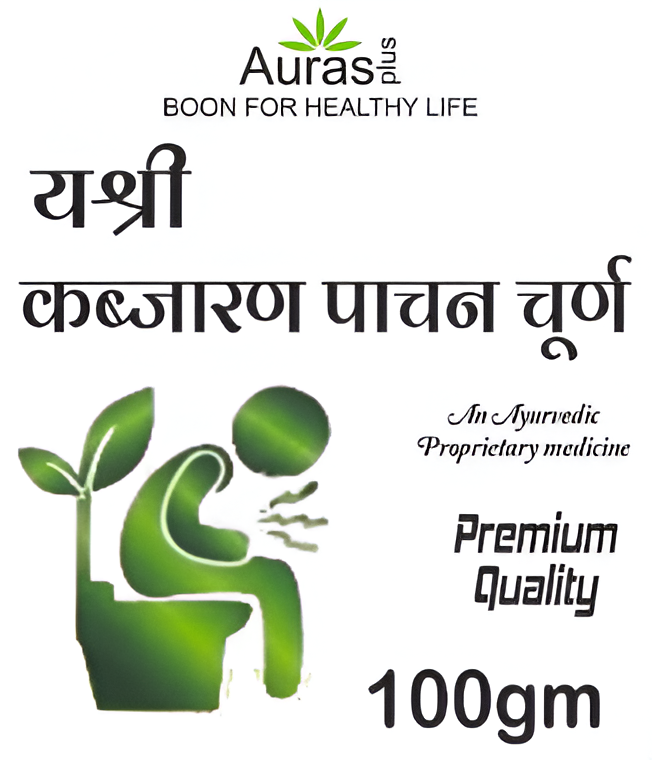 Auras plus
BOON FOR HEALTHY LIFE
यश्री
कब्जारण पाचन चूर्ण
An Ayurvedic
Proprietary medicine
Premium
Quality
100gm